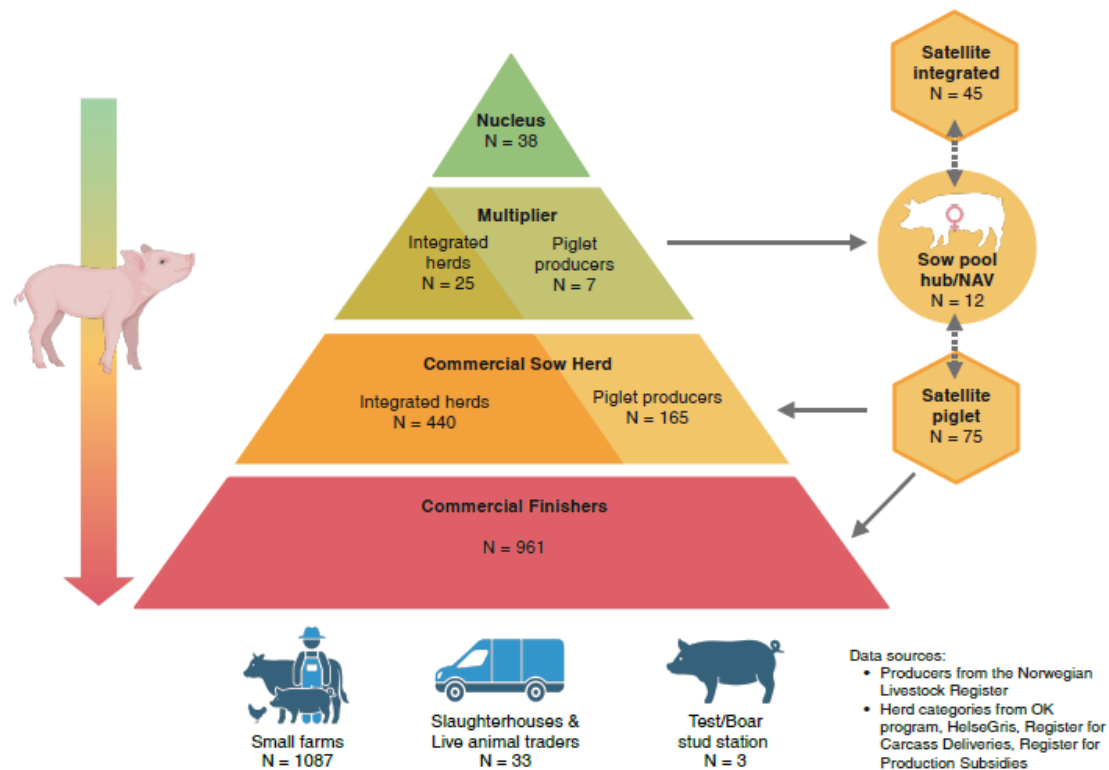 Nucleus
N = 38
Multiplier
Integrated
herds
N = 25
Piglet
producers
N = 7
Commercial Sow Herd
Integrated herds
N = 440
Piglet producers
N = 165
Commercial Finishers
N = 961
Satellite
integrated
N = 45
Sow pool
hub/NAV
N = 12
Satellite
piglet
N = 75
Small farms
N = 1087
Slaughterhouses &
Live animal traders
N = 33
Test/Boar
stud station
N = 3
Data sources:
• Producers from the Norwegian
Livestock Register
• Herd categories from OK
program, HelseGris, Register for
Carcass Deliveries, Register for
Production Subsidies